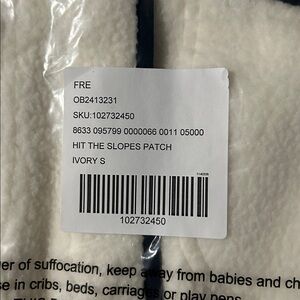 FRE
OB2413231
SKU:102732450
8633 095799 0000066 0011 05000
HIT THE SLOPES PATCH
IVORY S
102732450
er of suffocation, keep away from babies and ch
se in cribs, beds, carriages or play pens